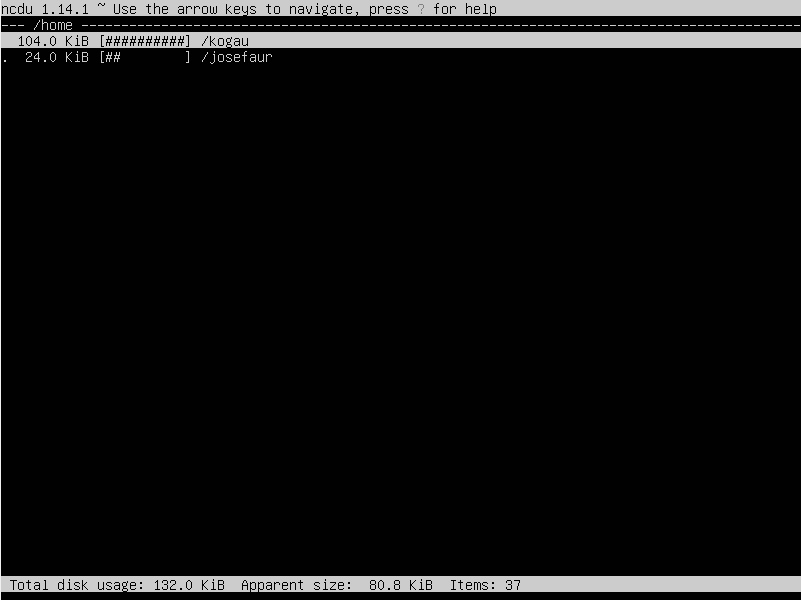 ncdu 1.14.1 ~ Use the arrow keys to navigate, press ? for help
--- /home ------------------------------------------------------------------------------------------
  104.0 KiB [##########] /kogau
.  24.0 KiB [##        ] /josefaur
 Total disk usage: 132.0 KiB  Apparent size:  80.8 KiB  Items: 37